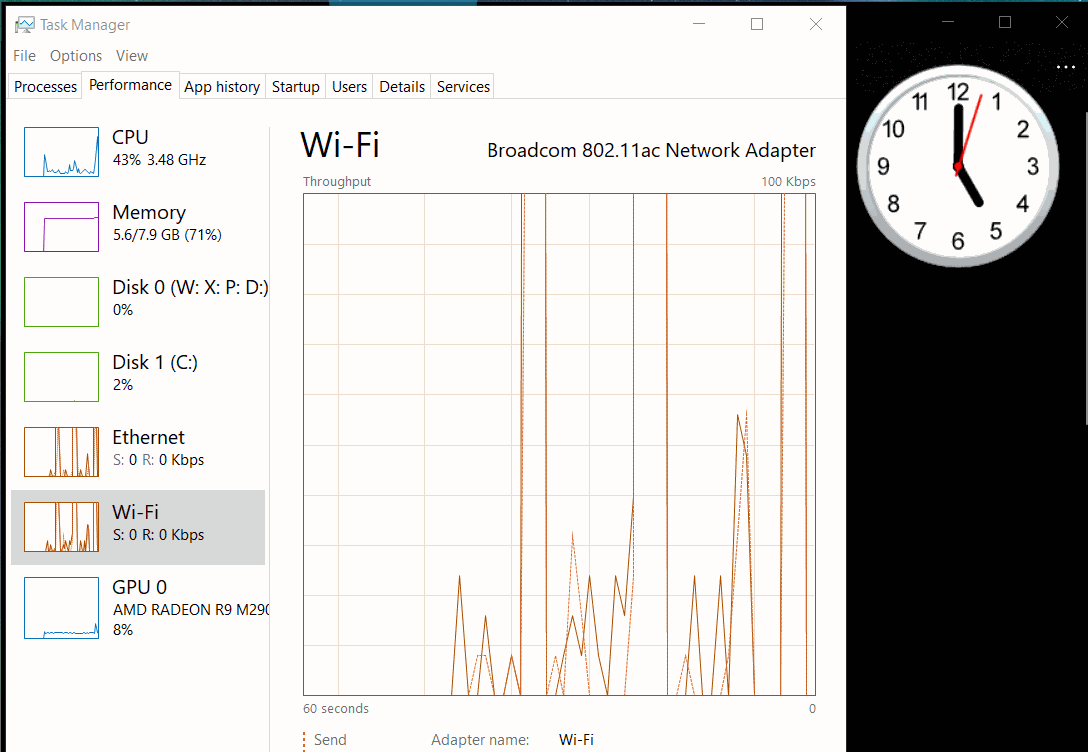 Task Manager
File Options View
Processes Performance App history Startup Users Details Services
CPU
43% 3.48 GHz
Memory
5.6/7.9 GB (71%)
Disk 0 (W: X: P: D:)
0%
Disk 1 (C:)
2%
Ethernet
S: 0 R: 0 Kbps
Wi-Fi
S: 0 R: 0 Kbps
GPU 0
AMD RADEON R9 M290
8%
Wi-Fi
Broadcom 802.11ac Network Adapter
Throughput 100 Kbps
60 seconds 0
Send Adapter name: Wi-Fi
12
1
2
3
4
5
6
7
8
9
10
11